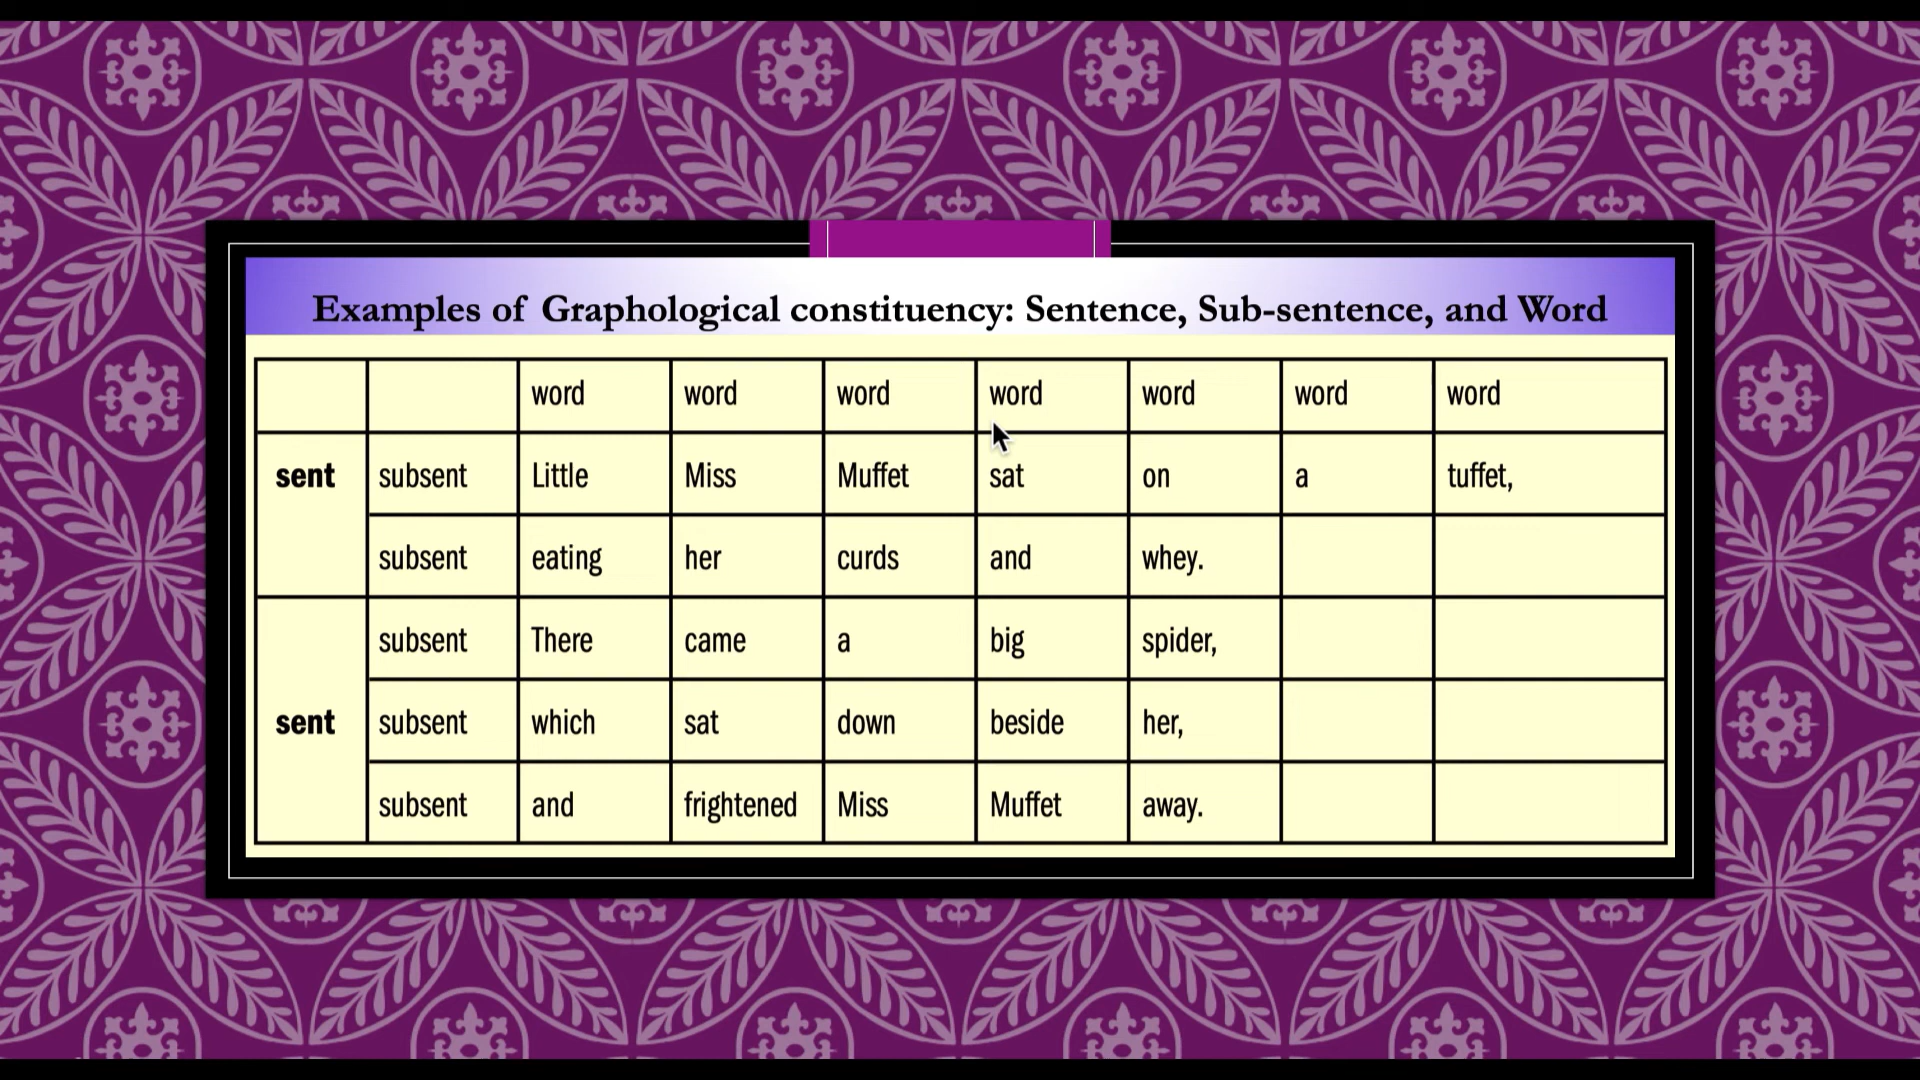 Examples of Graphological constituency: Sentence, Sub-sentence, and Word
word word word word word word word
sent subsent Little Miss Muffet sat on a tuffet,
subsent eating her curds and whey.
subsent There came a big spider,
sent subsent which sat down beside her,
subsent and frightened Miss Muffet away.